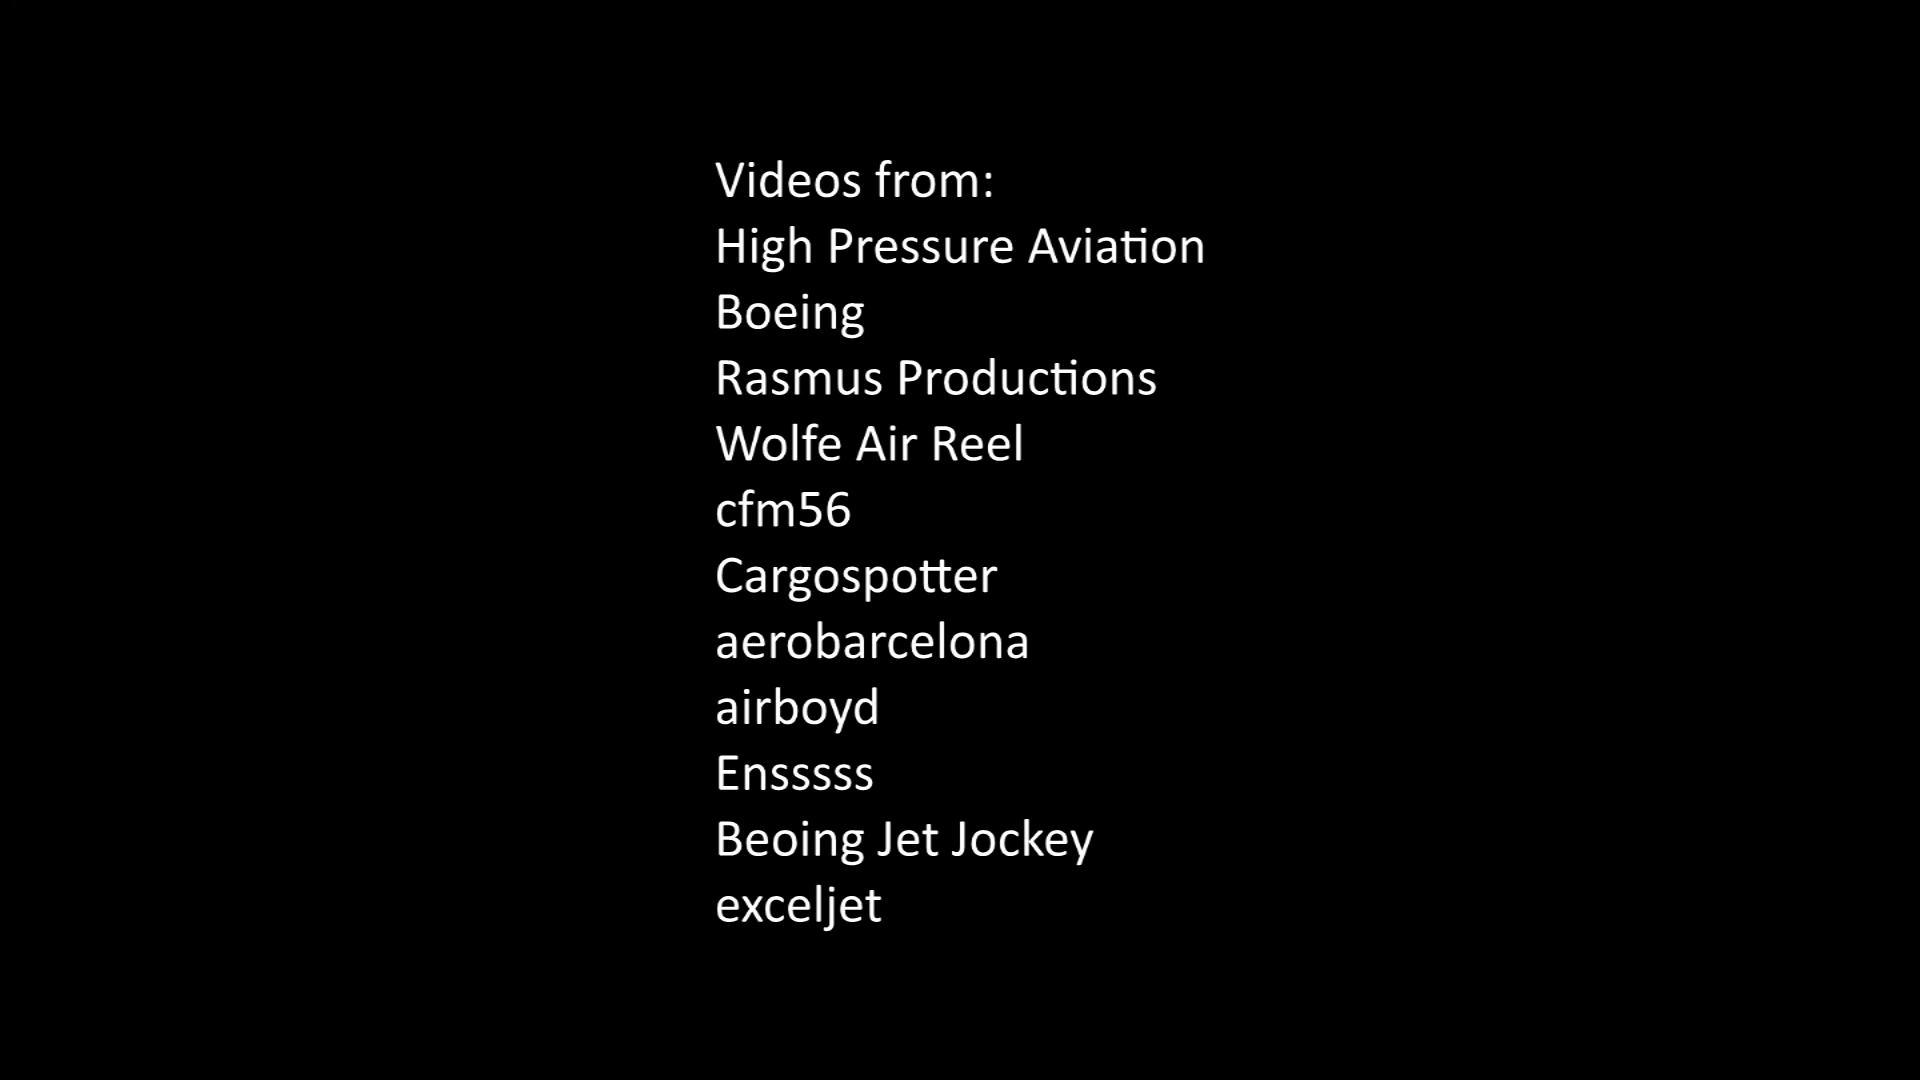 Videos from:
High Pressure Aviation
Boeing
Rasmus Productions
Wolfe Air Reel
cfm56
Cargospotter
aerobarcelona
airboyd
Ensssss
Beoing Jet Jockey
exceljet